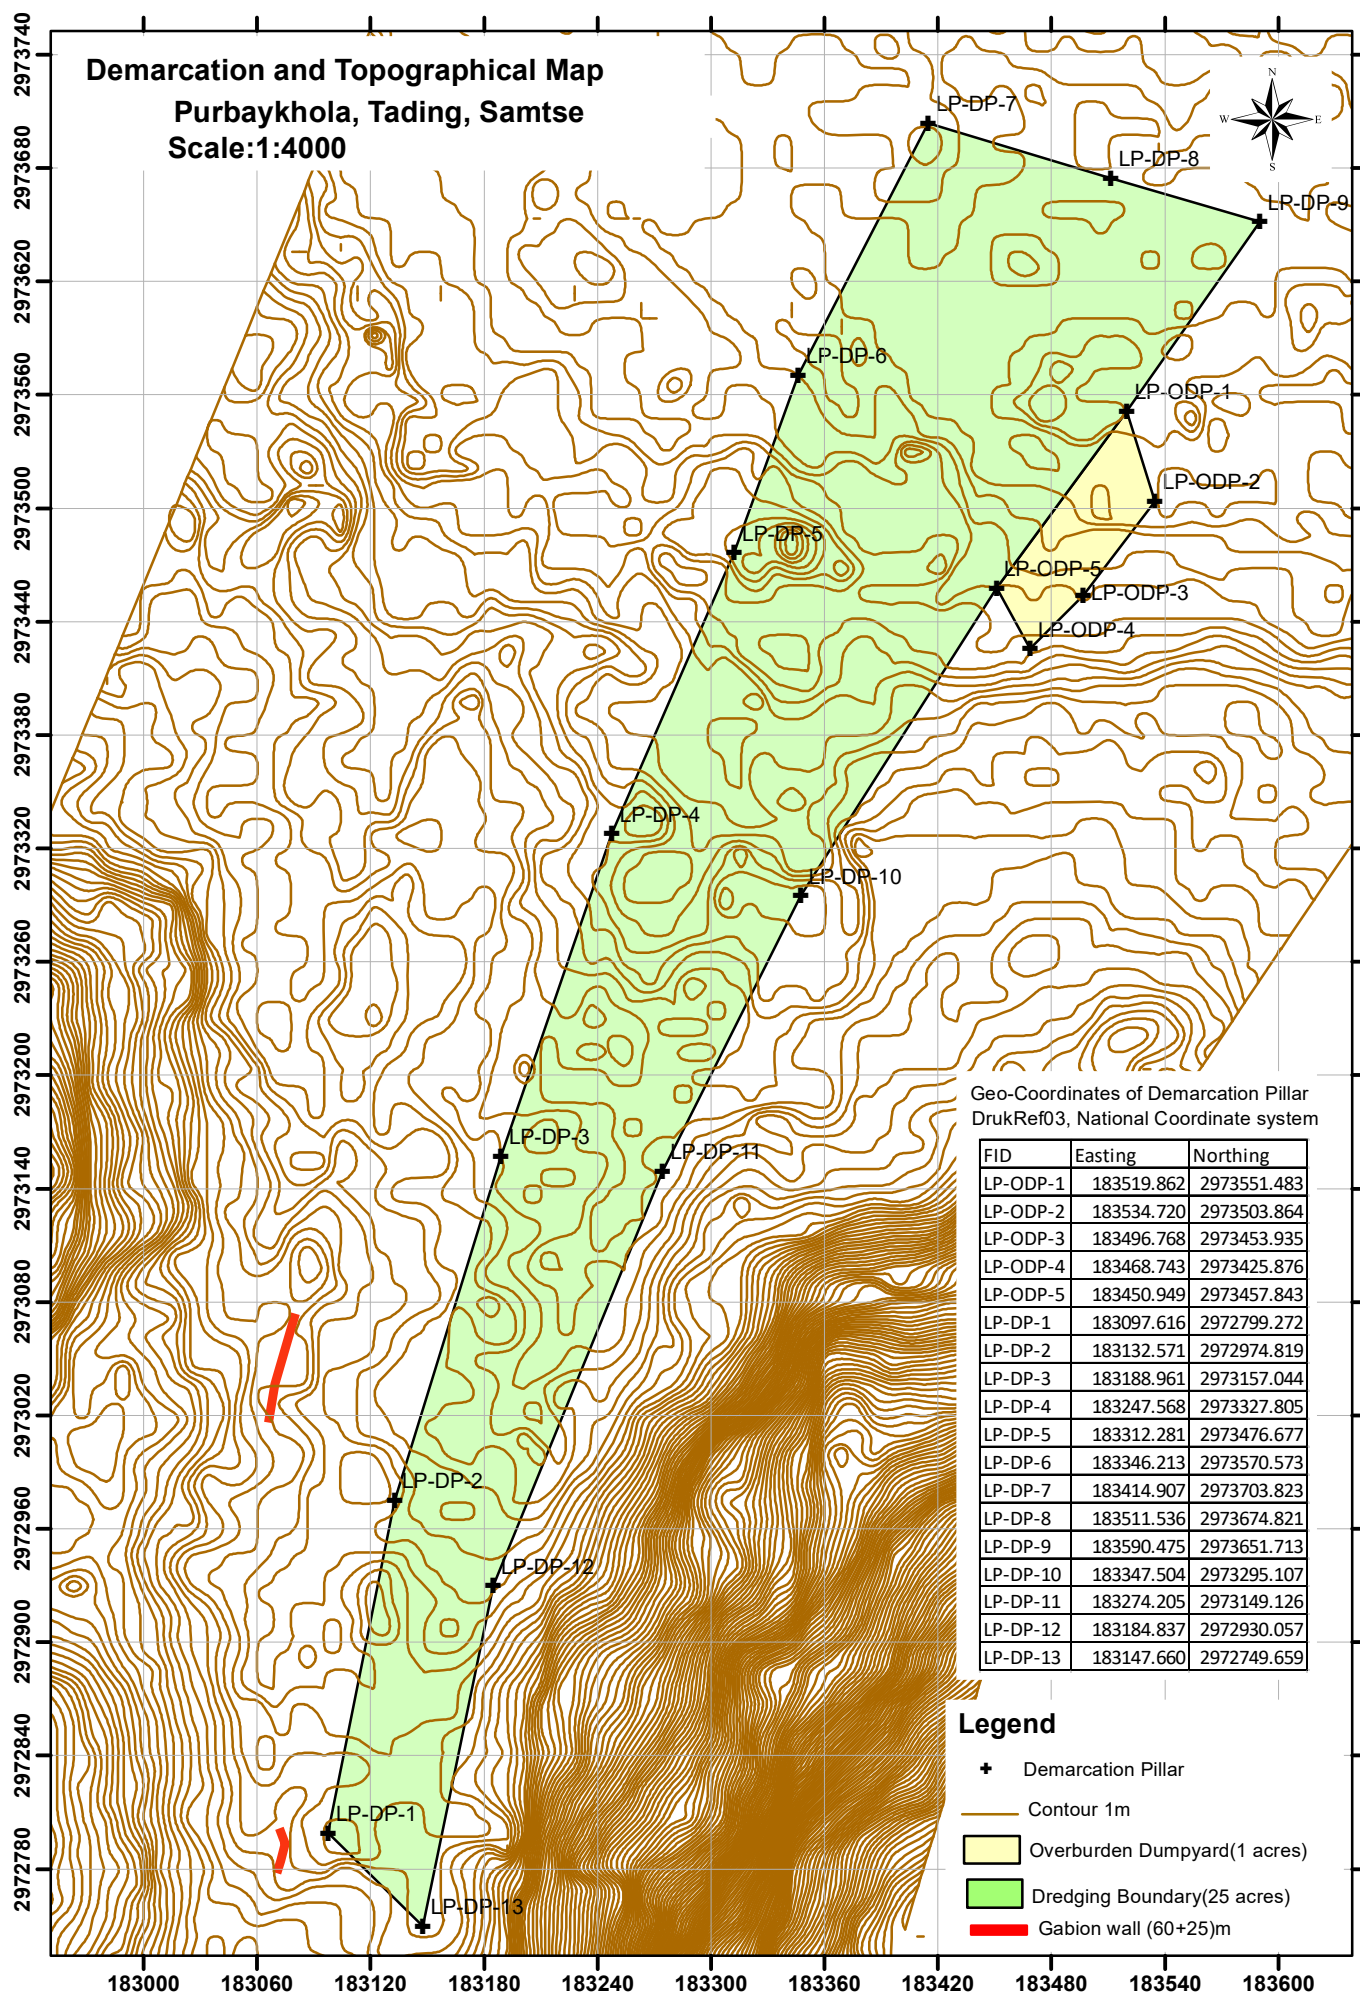 Demarcation and Topographical Map
Purbaykhola, Tading, Samtse
Scale:1:4000
N
W
E
S
2973740
2973680
2973620
2973560
2973500
2973440
2973380
2973320
2973260
2973200
2973140
2973080
2973020
2972960
2972900
2972840
2972780
LP-DP-7
LP-DP-8
LP-DP-9
LP-DP-6
LP-ODP-1
LP-ODP-2
LP-DP-5
LP-ODP-5
LP-ODP-3
LP-ODP-4
LP-DP-4
LP-DP-10
LP-DP-3
LP-DP-11
LP-DP-2
LP-DP-12
LP-DP-1
LP-DP-13
Geo-Coordinates of Demarcation Pillar
DrukRef03, National Coordinate system
FID Easting Northing
LP-ODP-1 183519.862 2973551.483
LP-ODP-2 183534.720 2973503.864
LP-ODP-3 183496.768 2973453.935
LP-ODP-4 183468.743 2973425.876
LP-ODP-5 183450.949 2973457.843
LP-DP-1 183097.616 2972799.272
LP-DP-2 183132.571 2972974.819
LP-DP-3 183188.961 2973157.044
LP-DP-4 183247.568 2973327.805
LP-DP-5 183312.281 2973476.677
LP-DP-6 183346.213 2973570.573
LP-DP-7 183414.907 2973703.823
LP-DP-8 183511.536 2973674.821
LP-DP-9 183590.475 2973651.713
LP-DP-10 183347.504 2973295.107
LP-DP-11 183274.205 2973149.126
LP-DP-12 183184.837 2972930.057
LP-DP-13 183147.660 2972749.659
Legend
Demarcation Pillar
Contour 1m
Overburden Dumpyard(1 acres)
Dredging Boundary(25 acres)
Gabion wall (60+25)m
183000 183060 183120 183180 183240 183300 183360 183420 183480 183540 183600